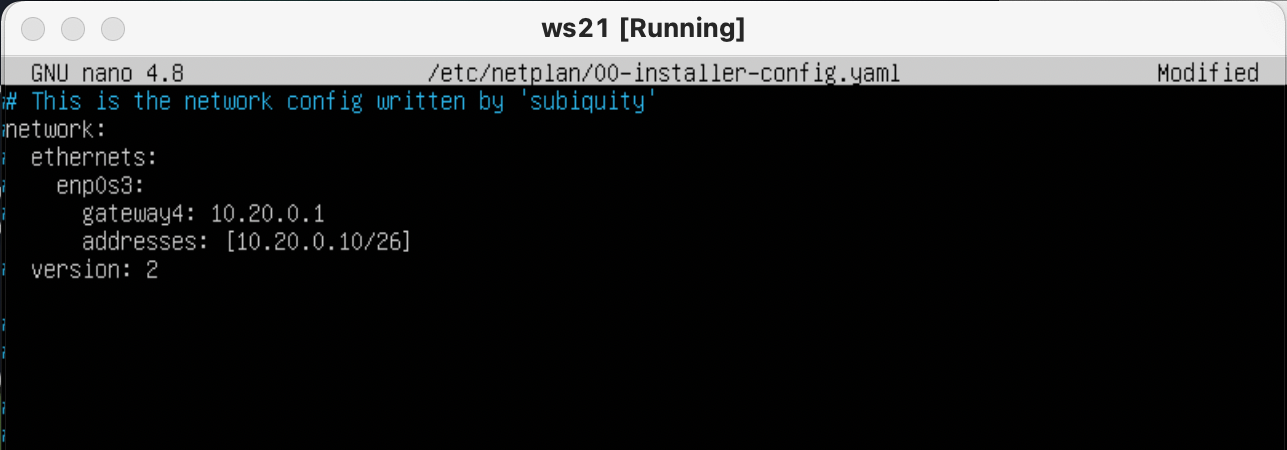 ws21 [Running]
GNU nano 4.8 /etc/netplan/00-installer-config.yaml Modified
# This is the network config written by 'subiquity'
network:
  ethernets:
    enp0s3:
      gateway4: 10.20.0.1
      addresses: [10.20.0.10/26]
  version: 2